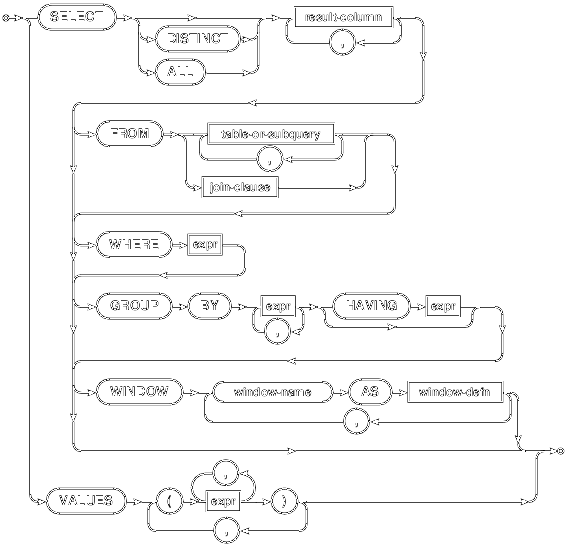 SELECT result-column
DISTINCT ,
ALL
FROM table-or-subquery
,
join-clause
WHERE expr
GROUP BY expr HAVING expr
,
WINDOW window-name AS window-defn
,
,
VALUES ( expr )
,